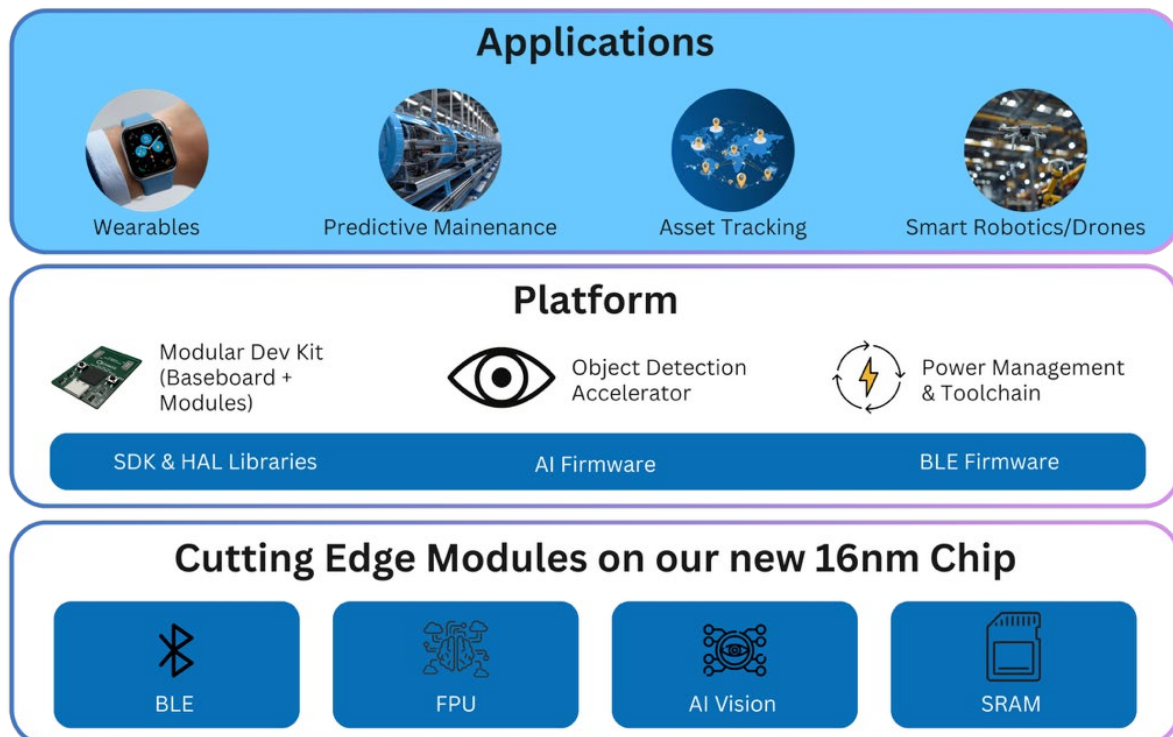 Applications
Wearables
Predictive Mainenance
Asset Tracking
Smart Robotics/Drones
Platform
Modular Dev Kit
(Baseboard +
Modules)
Object Detection
Accelerator
Power Management
& Toolchain
SDK & HAL Libraries
AI Firmware
BLE Firmware
Cutting Edge Modules on our new 16nm Chip
BLE
FPU
AI Vision
SRAM